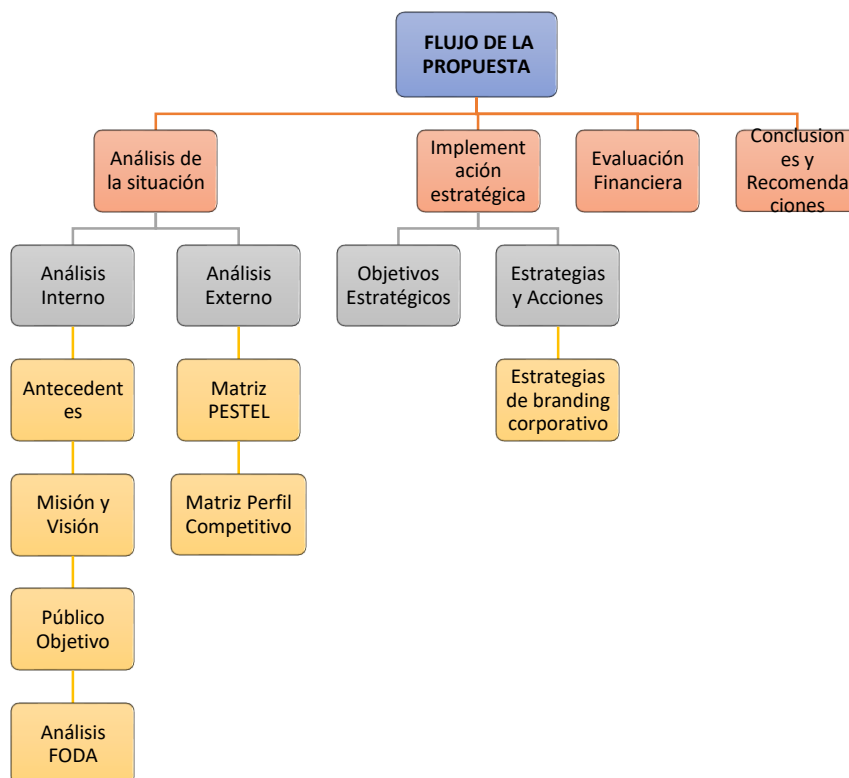 FLUJO DE LA
PROPUESTA
Análisis de
la situación
Implement
ación
estratégica
Evaluación
Financiera
Conclusion
es y
Recomenda
ciones
Análisis
Interno
Análisis
Externo
Objetivos
Estratégicos
Estrategias
y Acciones
Antecedent
es
Matriz
PESTEL
Estrategias
de branding
corporativo
Misión y
Visión
Matriz Perfil
Competitivo
Público
Objetivo
Análisis
FODA